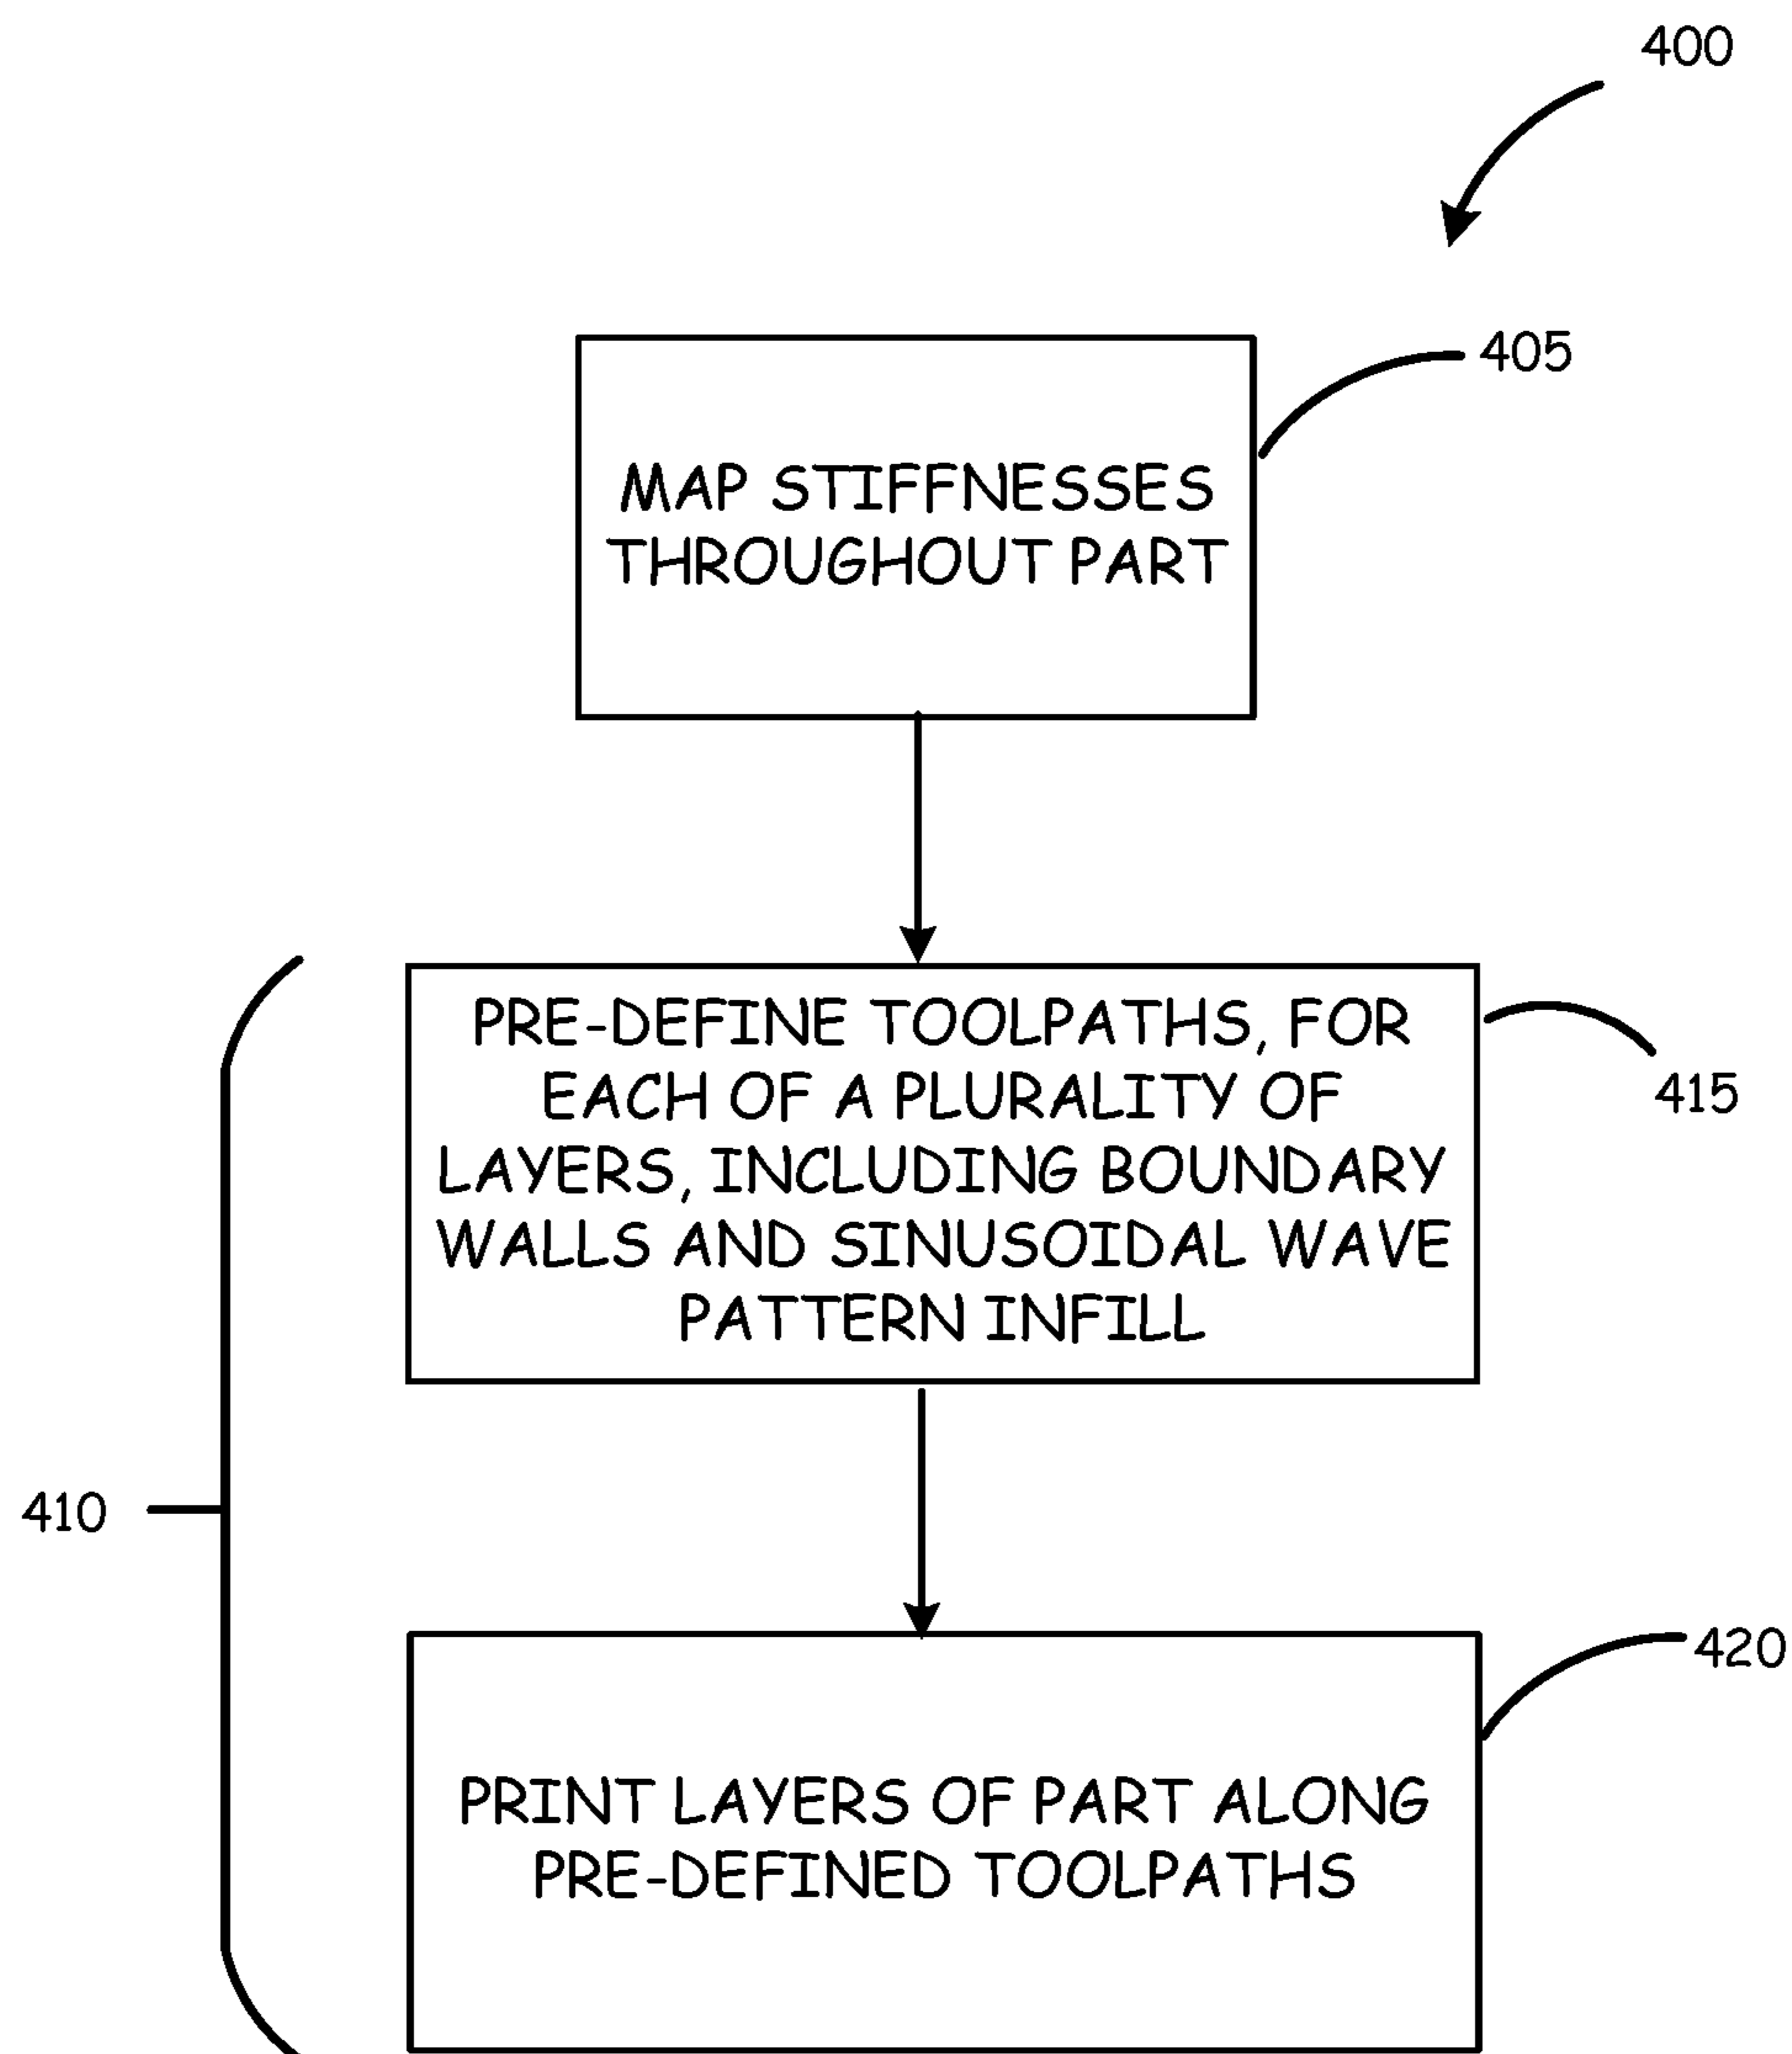 400
405
MAP STIFFNESSES
THROUGHOUT PART
PRE-DEFINE TOOLPATHS, FOR
EACH OF A PLURALITY OF
LAYERS, INCLUDING BOUNDARY
WALLS AND SINUSOIDAL WAVE
PATTERN INFILL
415
410
420
PRINT LAYERS OF PART ALONG
PRE-DEFINED TOOLPATHS